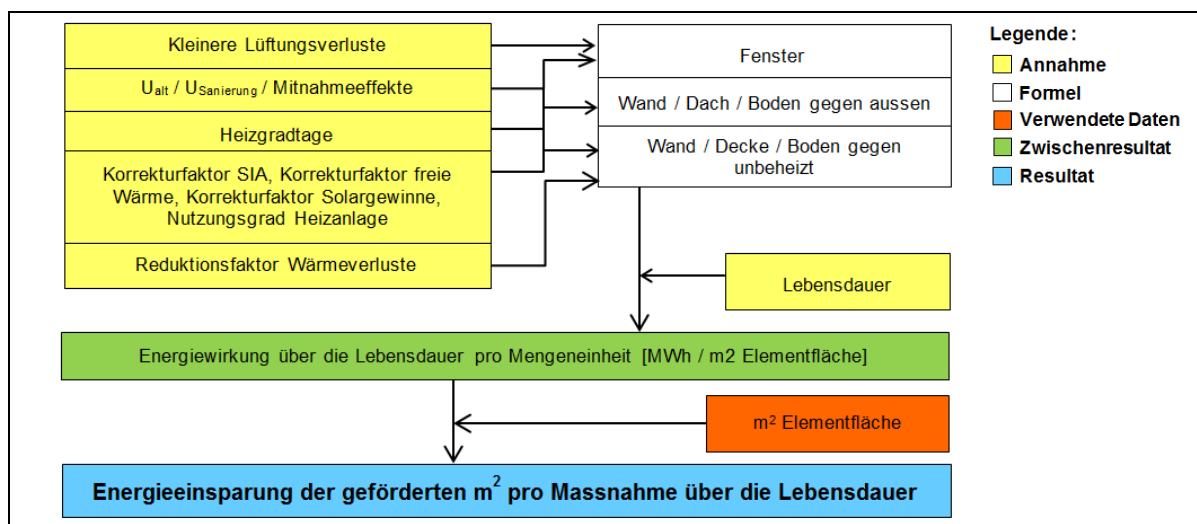 Kleinere Lüftungsverluste
Ualt / USanierung / Mitnahmeeffekte
Heizgradtage
Korrekturfaktor SIA, Korrekturfaktor freie
Wärme, Korrekturfaktor Solargewinne,
Nutzungsgrad Heizanlage
Reduktionsfaktor Wärmeverluste
Fenster
Wand / Dach / Boden gegen aussen
Wand / Decke / Boden gegen
unbeheizt
Legende:
Annahme
Formel
Verwendete Daten
Zwischenresultat
Resultat
Lebensdauer
Energiewirkung über die Lebensdauer pro Mengeneinheit [MWh / m2 Elementfläche]
m² Elementfläche
Energieeinsparung der geförderten m² pro Massnahme über die Lebensdauer